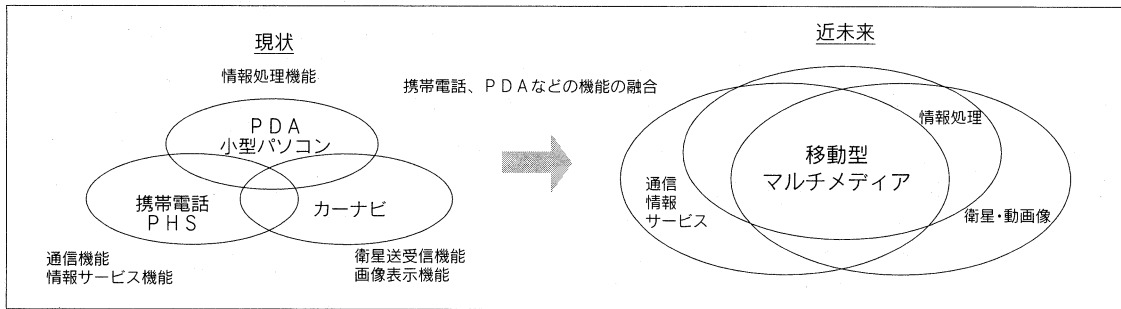 現状
情報処理機能
PDA
小型パソコン
携帯電話
PHS
カーナビ
通信機能
情報サービス機能
衛星送受信機能
画像表示機能
携帯電話、PDAなどの機能の融合
近未来
情報処理
移動型
マルチメディア
通信
情報
サービス
衛星・動画像